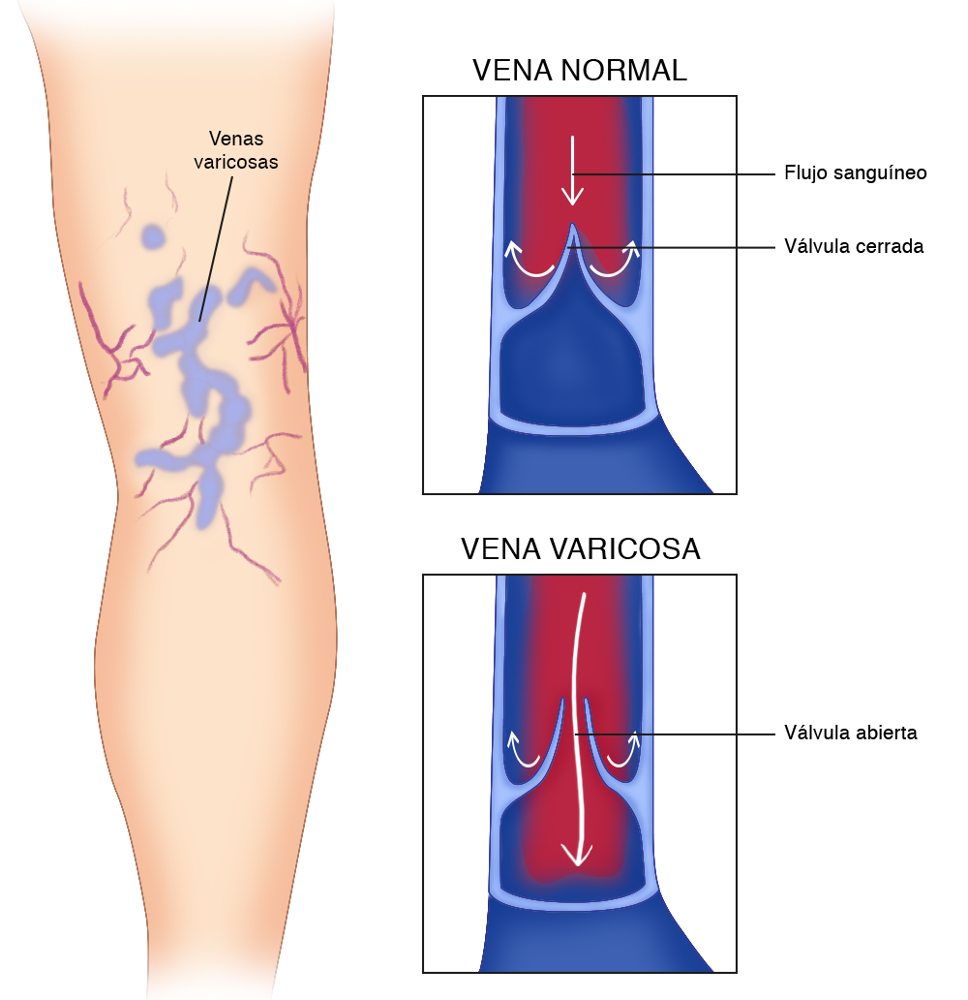 Venas
varicosas
VENA NORMAL
Flujo sanguíneo
Válvula cerrada
VENA VARICOSA
Válvula abierta